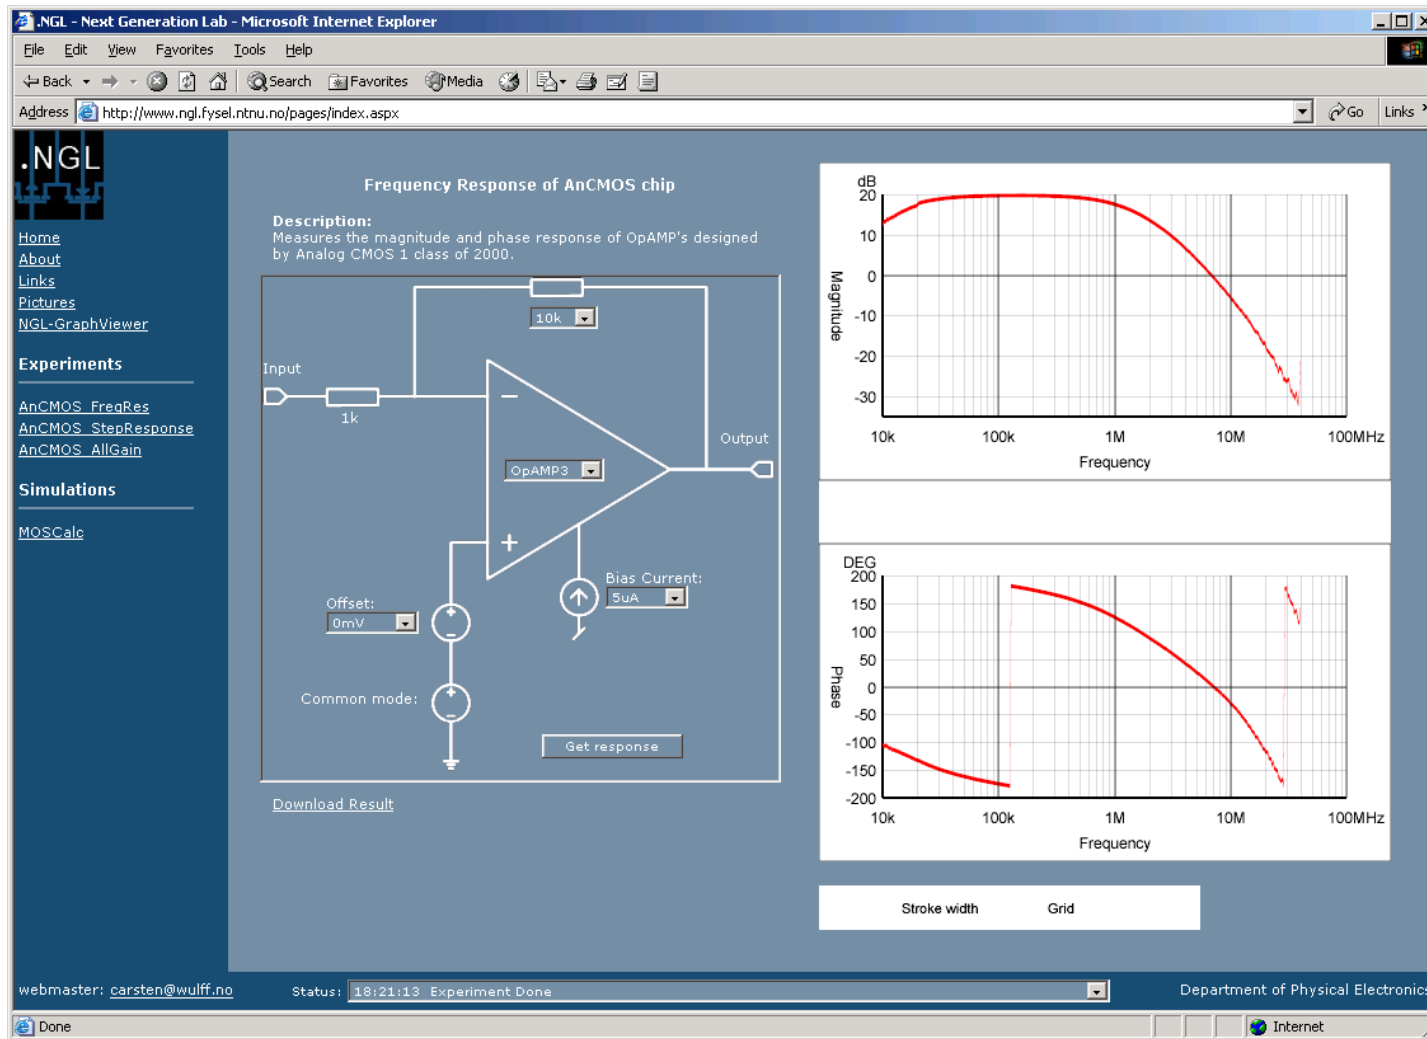 .NGL - Next Generation Lab - Microsoft Internet Explorer
File Edit View Favorites Tools Help
Back Search Favorites Media
Address http://www.ngl.fysel.ntnu.no/pages/index.aspx Go Links
.NGL
Home
About
Links
Pictures
NGL-GraphViewer
Experiments
AnCMOS_FreqRes
AnCMOS_StepResponse
AnCMOS_AllGain
Simulations
MOSCalc
Frequency Response of AnCMOS chip
Description:
Measures the magnitude and phase response of OpAMP's designed
by Analog CMOS 1 class of 2000.
10k
Input
1k
Output
OpAMP3
Bias Current:
5uA
Offset:
0mV
Common mode:
Get response
Download Result
dB
20
10
0
-10
-20
-30
Magnitude
10k 100k 1M 10M 100MHz
Frequency
DEG
200
150
100
50
0
-50
-100
-150
-200
Phase
10k 100k 1M 10M 100MHz
Frequency
Stroke width Grid
webmaster: carsten@wulff.no Status: 18:21:13 Experiment Done Department of Physical Electronics
Done Internet